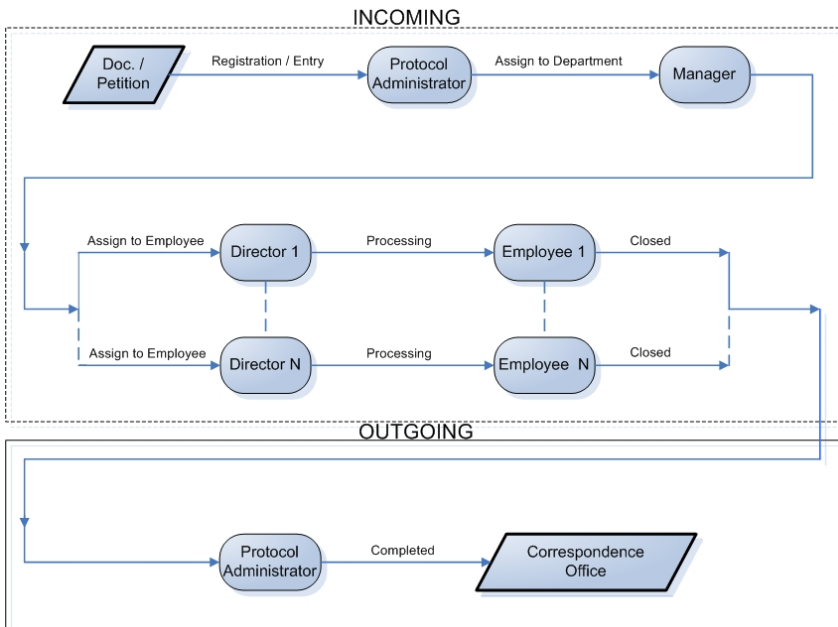 INCOMING
Doc. /
Petition
Registration / Entry
Protocol
Administrator
Assign to Department
Manager
Assign to Employee
Director 1
Processing
Employee 1
Closed
Assign to Employee
Director N
Processing
Employee  N
Closed
OUTGOING
Protocol
Administrator
Completed
Correspondence
Office